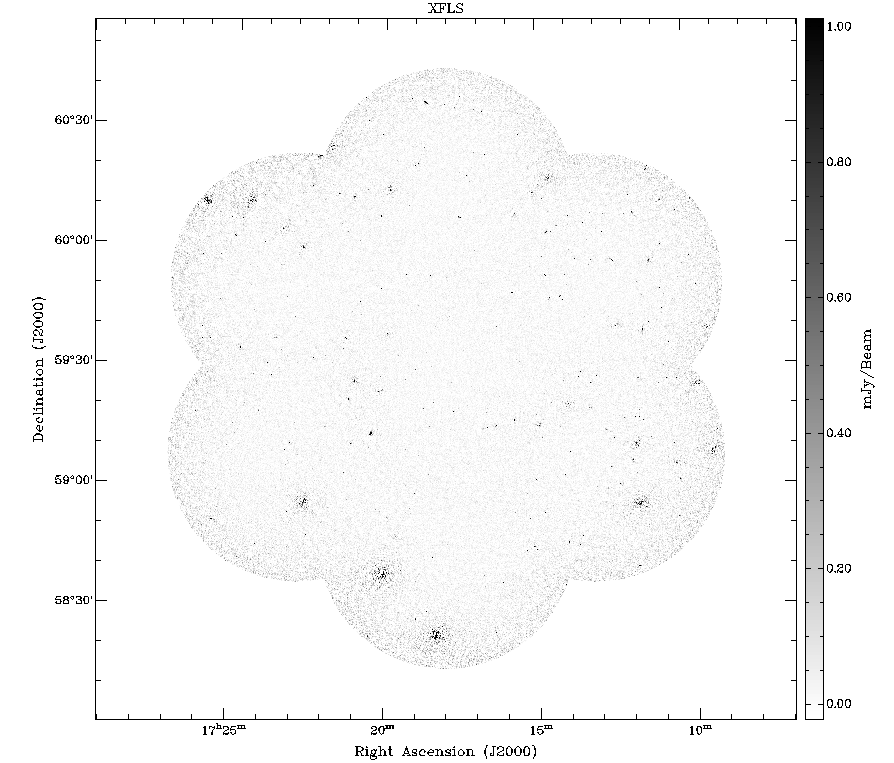 XFLS
1.00
60°30'
0.80
60°00'
0.60
59°30'
Declination (J2000)
mJy/Beam
0.40
59°00'
0.20
58°30'
0.00
17h25m 20m 15m 10m
Right Ascension (J2000)